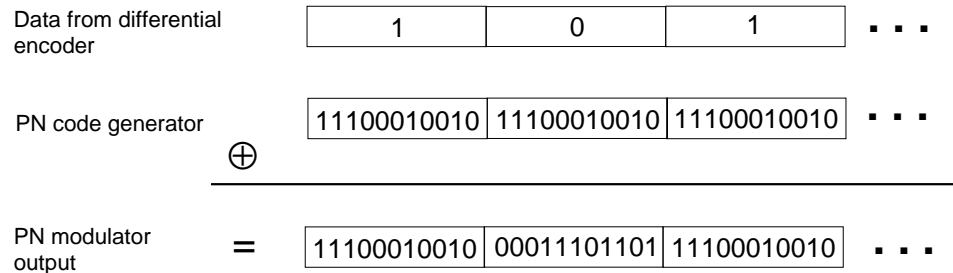 Data from differential
encoder
1 0 1 ...
PN code generator
11100010010 11100010010 11100010010 ...
⊕
PN modulator
output
= 11100010010 00011101101 11100010010 ...